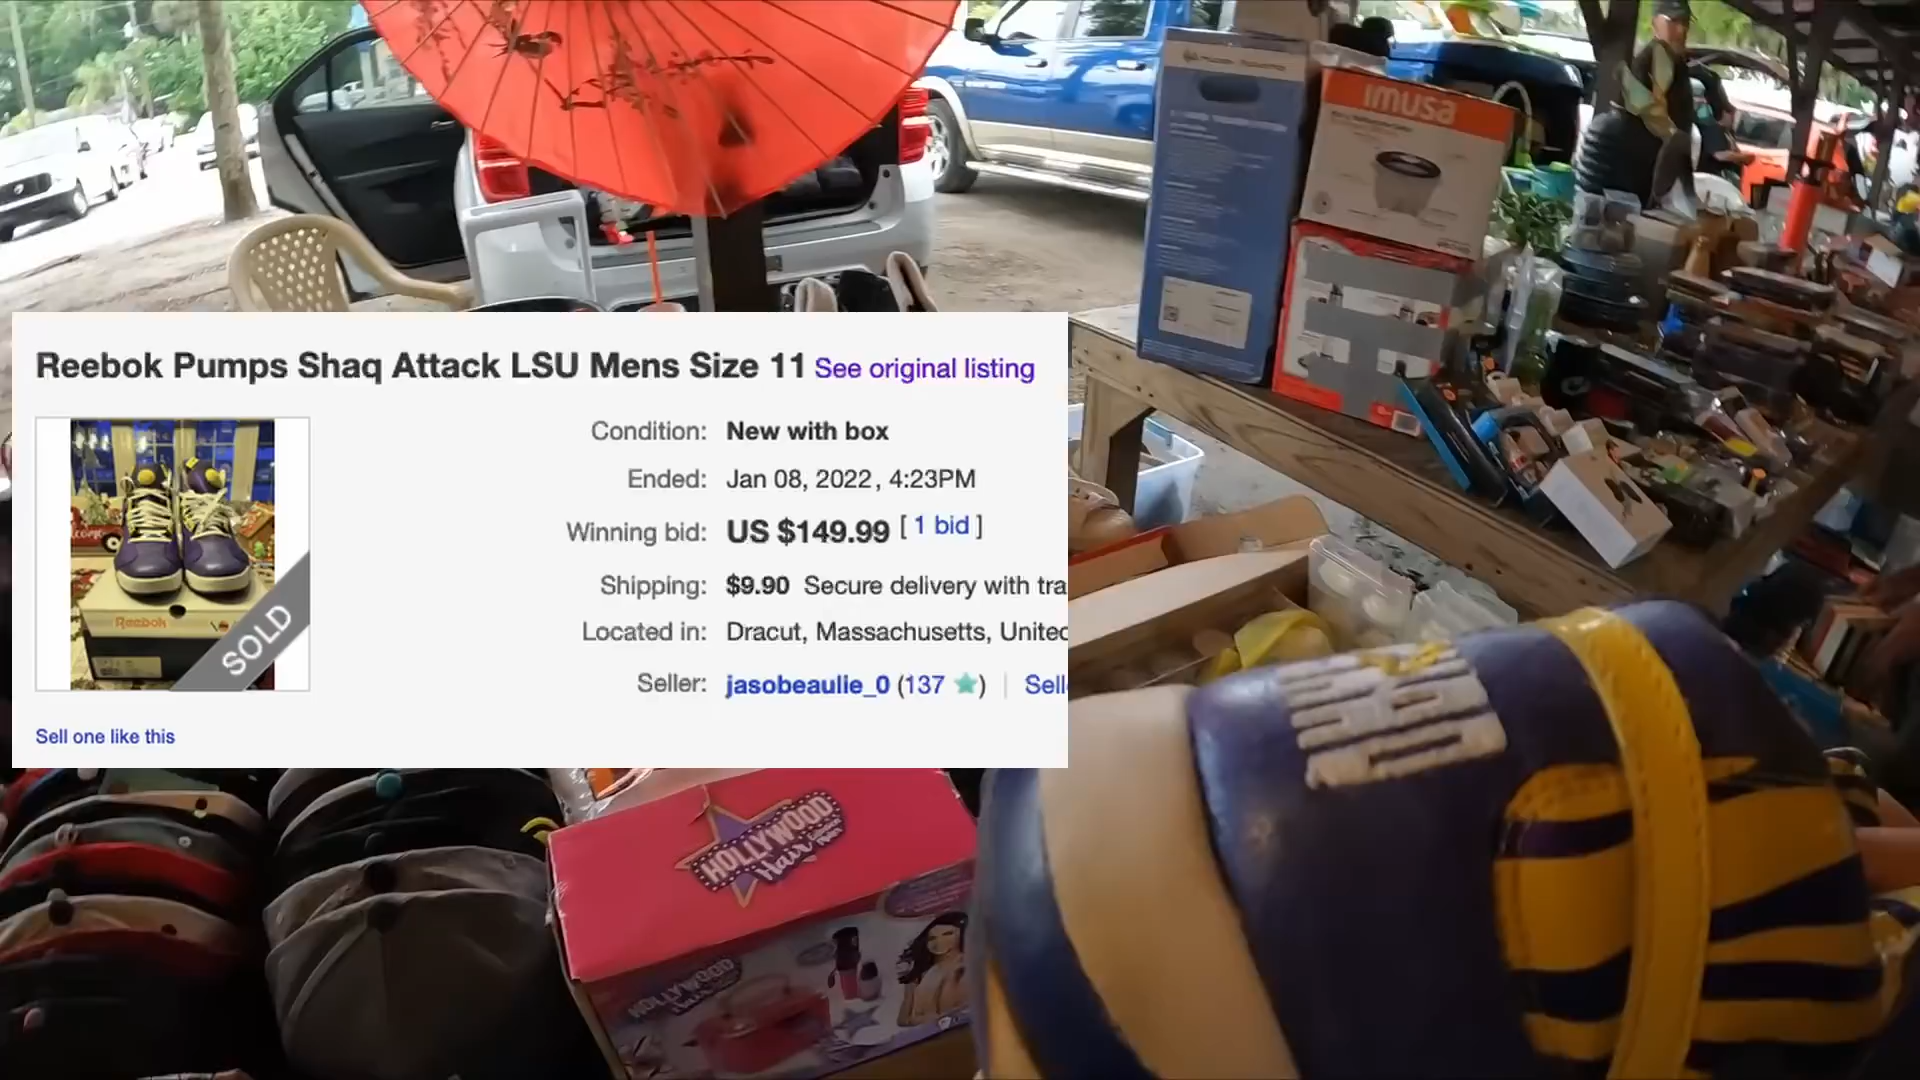 imusa
Reebok Pumps Shaq Attack LSU Mens Size 11 See original listing
Condition: New with box
Ended: Jan 08, 2022 , 4:23PM
Winning bid: US $149.99 [ 1 bid ]
Shipping: $9.90 Secure delivery with tra
Located in: Dracut, Massachusetts, United
Seller: jasobeaulie_0 (137 ) | Sell
Reebok
SOLD
Sell one like this
HOLLYWOOD
Hair
HOLLYWOOD